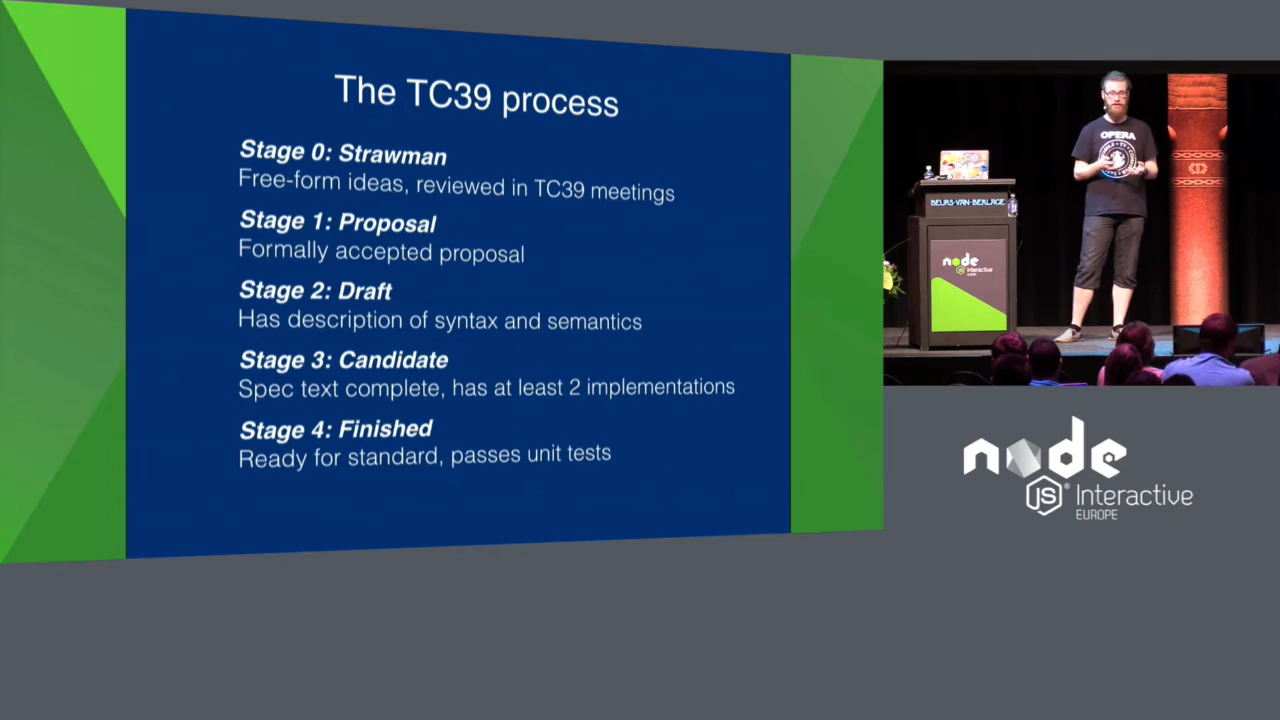 The TC39 process
Stage 0: Strawman
Free-form ideas, reviewed in TC39 meetings
Stage 1: Proposal
Formally accepted proposal
Stage 2: Draft
Has description of syntax and semantics
Stage 3: Candidate
Spec text complete, has at least 2 implementations
Stage 4: Finished
Ready for standard, passes unit tests
OPERA
BEURS-VAN-BERLAGE
node
interactive
node
JS® Interactive
EUROPE